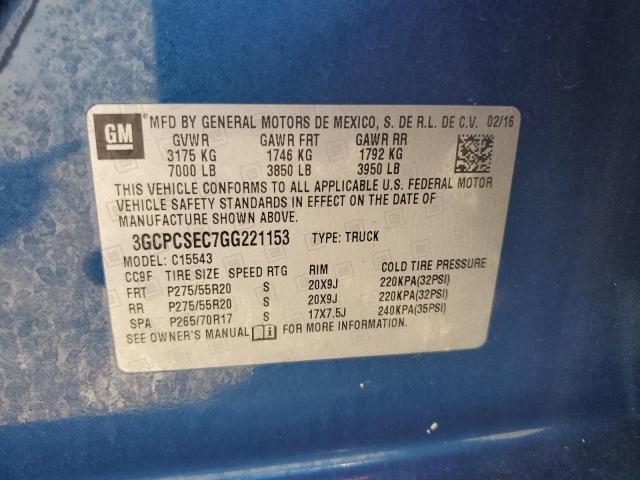 GM
MFD BY GENERAL MOTORS DE MEXICO, S. DE R.L. DE C.V. 02/16
GVWR GAWR FRT GAWR RR
3175 KG 1746 KG 1792 KG
7000 LB 3850 LB 3950 LB
THIS VEHICLE CONFORMS TO ALL APPLICABLE U.S. FEDERAL MOTOR
VEHICLE SAFETY STANDARDS IN EFFECT ON THE DATE OF
MANUFACTURE SHOWN ABOVE.
3GCPCSEC7GG221153 TYPE: TRUCK
MODEL: C15543
CC9F TIRE SIZE SPEED RTG RIM COLD TIRE PRESSURE
FRT P275/55R20 S 20X9J 220KPA(32PSI)
RR P275/55R20 S 20X9J 220KPA(32PSI)
SPA P265/70R17 S 17X7.5J 240KPA(35PSI)
SEE OWNER'S MANUAL FOR MORE INFORMATION.